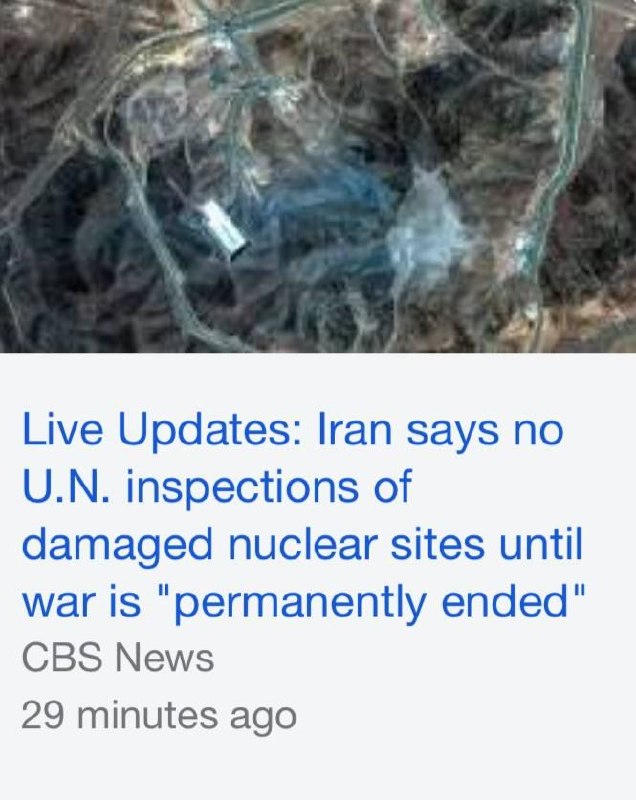 Live Updates: Iran says no
U.N. inspections of
damaged nuclear sites until
war is "permanently ended"
CBS News
29 minutes ago